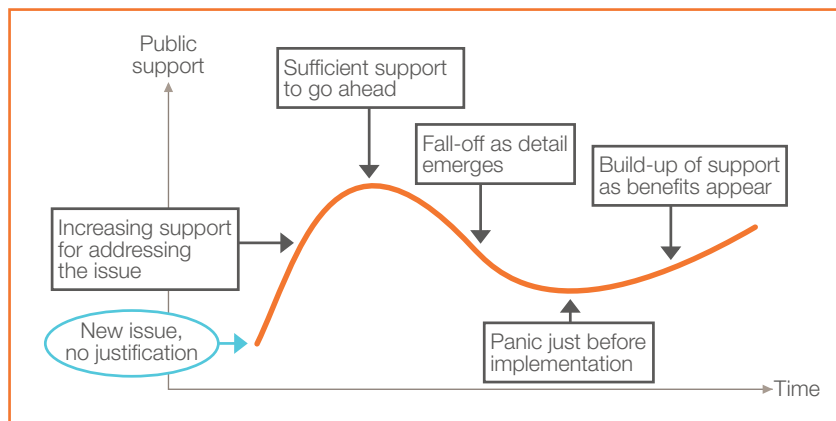 Public
support
Sufficient support
to go ahead
Fall-off as detail
emerges
Build-up of support
as benefits appear
Increasing support
for addressing
the issue
New issue,
no justification
Panic just before
implementation
Time